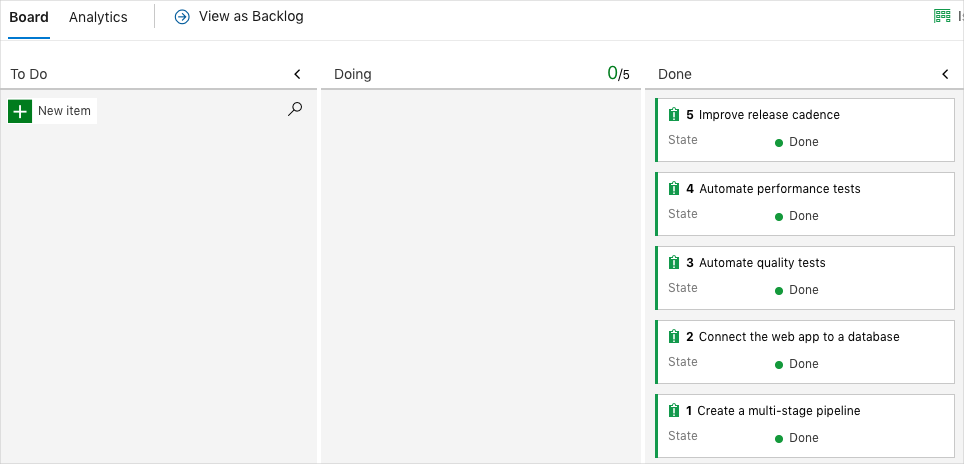 Board Analytics View as Backlog
To Do
New item
Doing 0/5
Done
5 Improve release cadence
State Done
4 Automate performance tests
State Done
3 Automate quality tests
State Done
2 Connect the web app to a database
State Done
1 Create a multi-stage pipeline
State Done